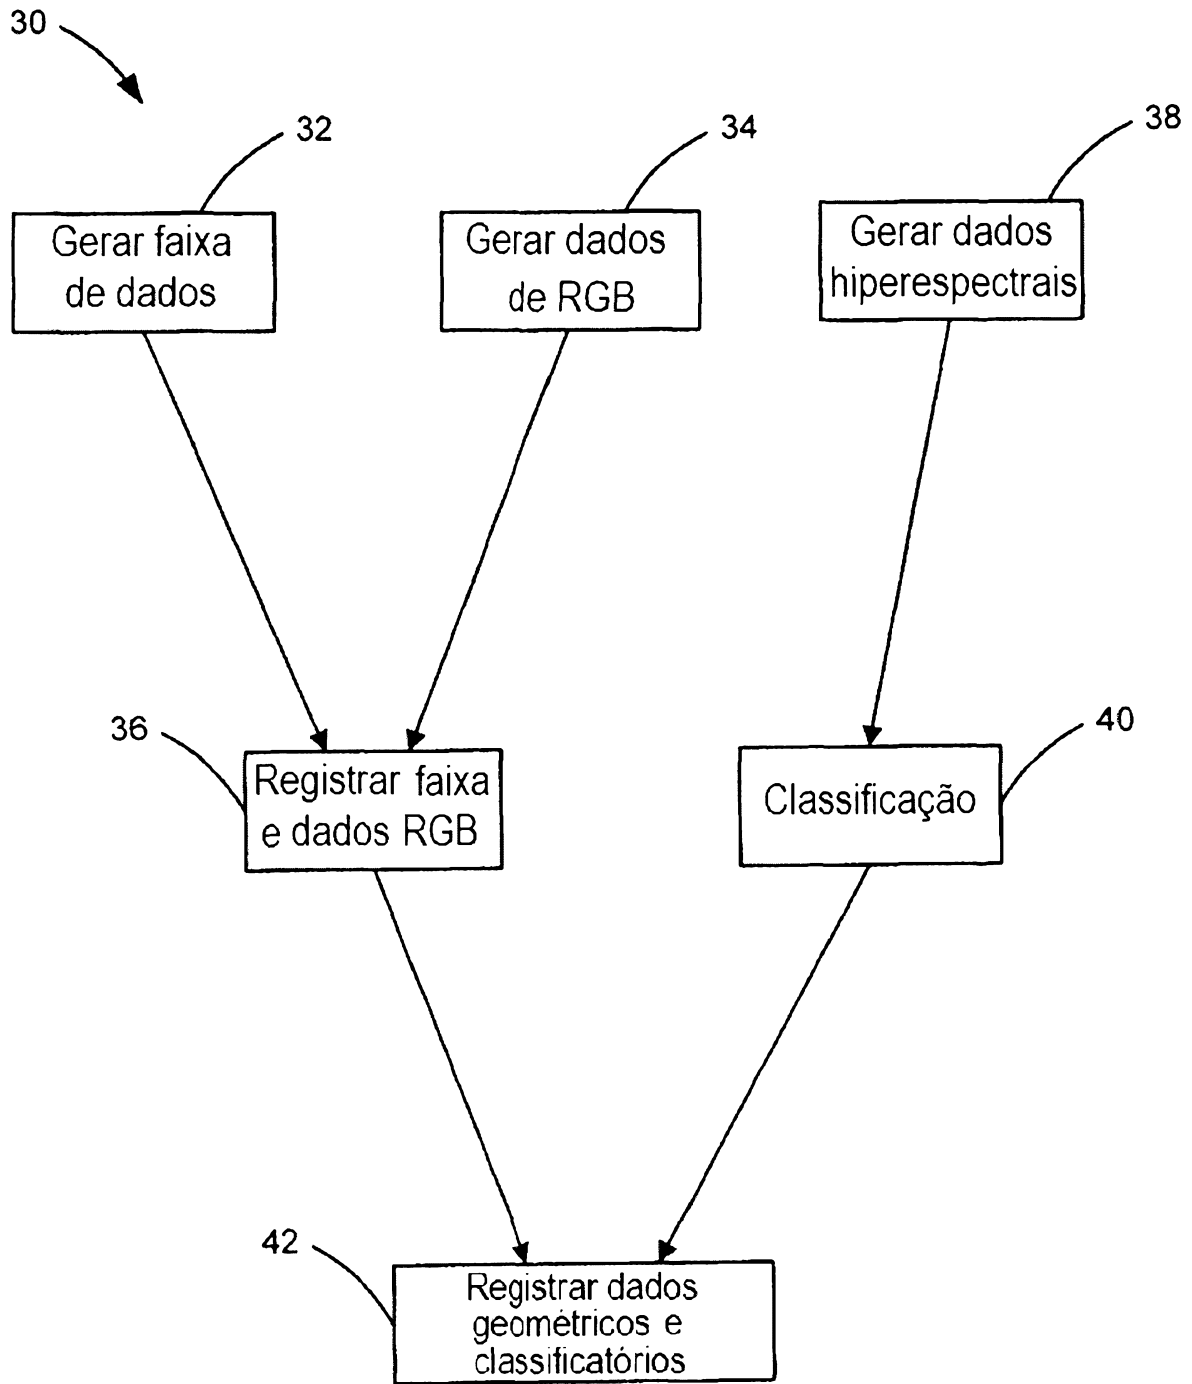 30
32
34
38
Gerar faixa
de dados
Gerar dados
de RGB
Gerar dados
hiperespectrais
36
40
Registrar faixa
e dados RGB
Classificação
42
Registrar dados
geométricos e
classificatórios